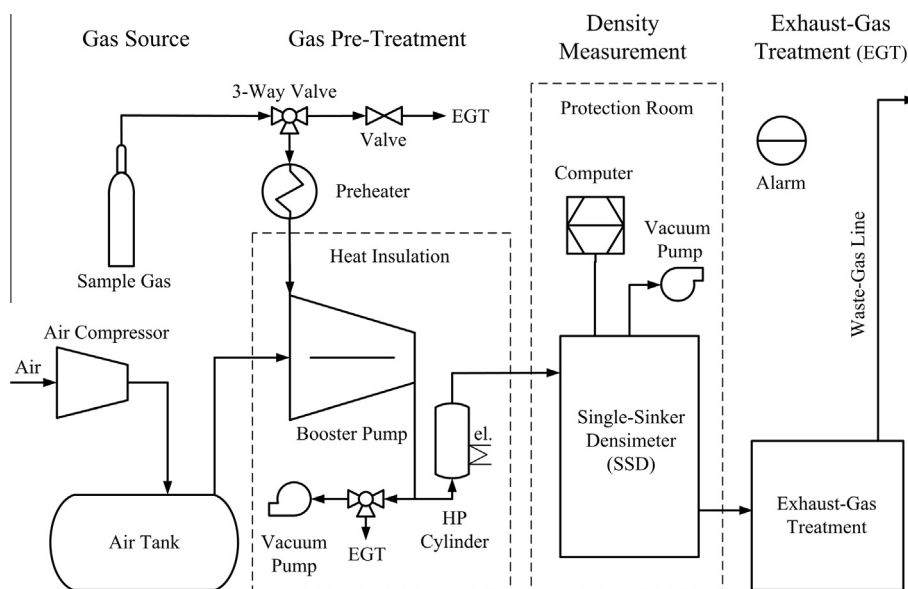 Gas Source
Gas Pre-Treatment
Density
Measurement
Exhaust-Gas
Treatment (EGT)
3-Way Valve
EGT
Valve
Protection Room
Preheater
Computer
Alarm
Sample Gas
Heat Insulation
Vacuum
Pump
Waste-Gas Line
Air Compressor
Air
Booster Pump
el.
Single-Sinker
Densimeter
(SSD)
Air Tank
Vacuum
Pump
EGT
HP
Cylinder
Exhaust-Gas
Treatment